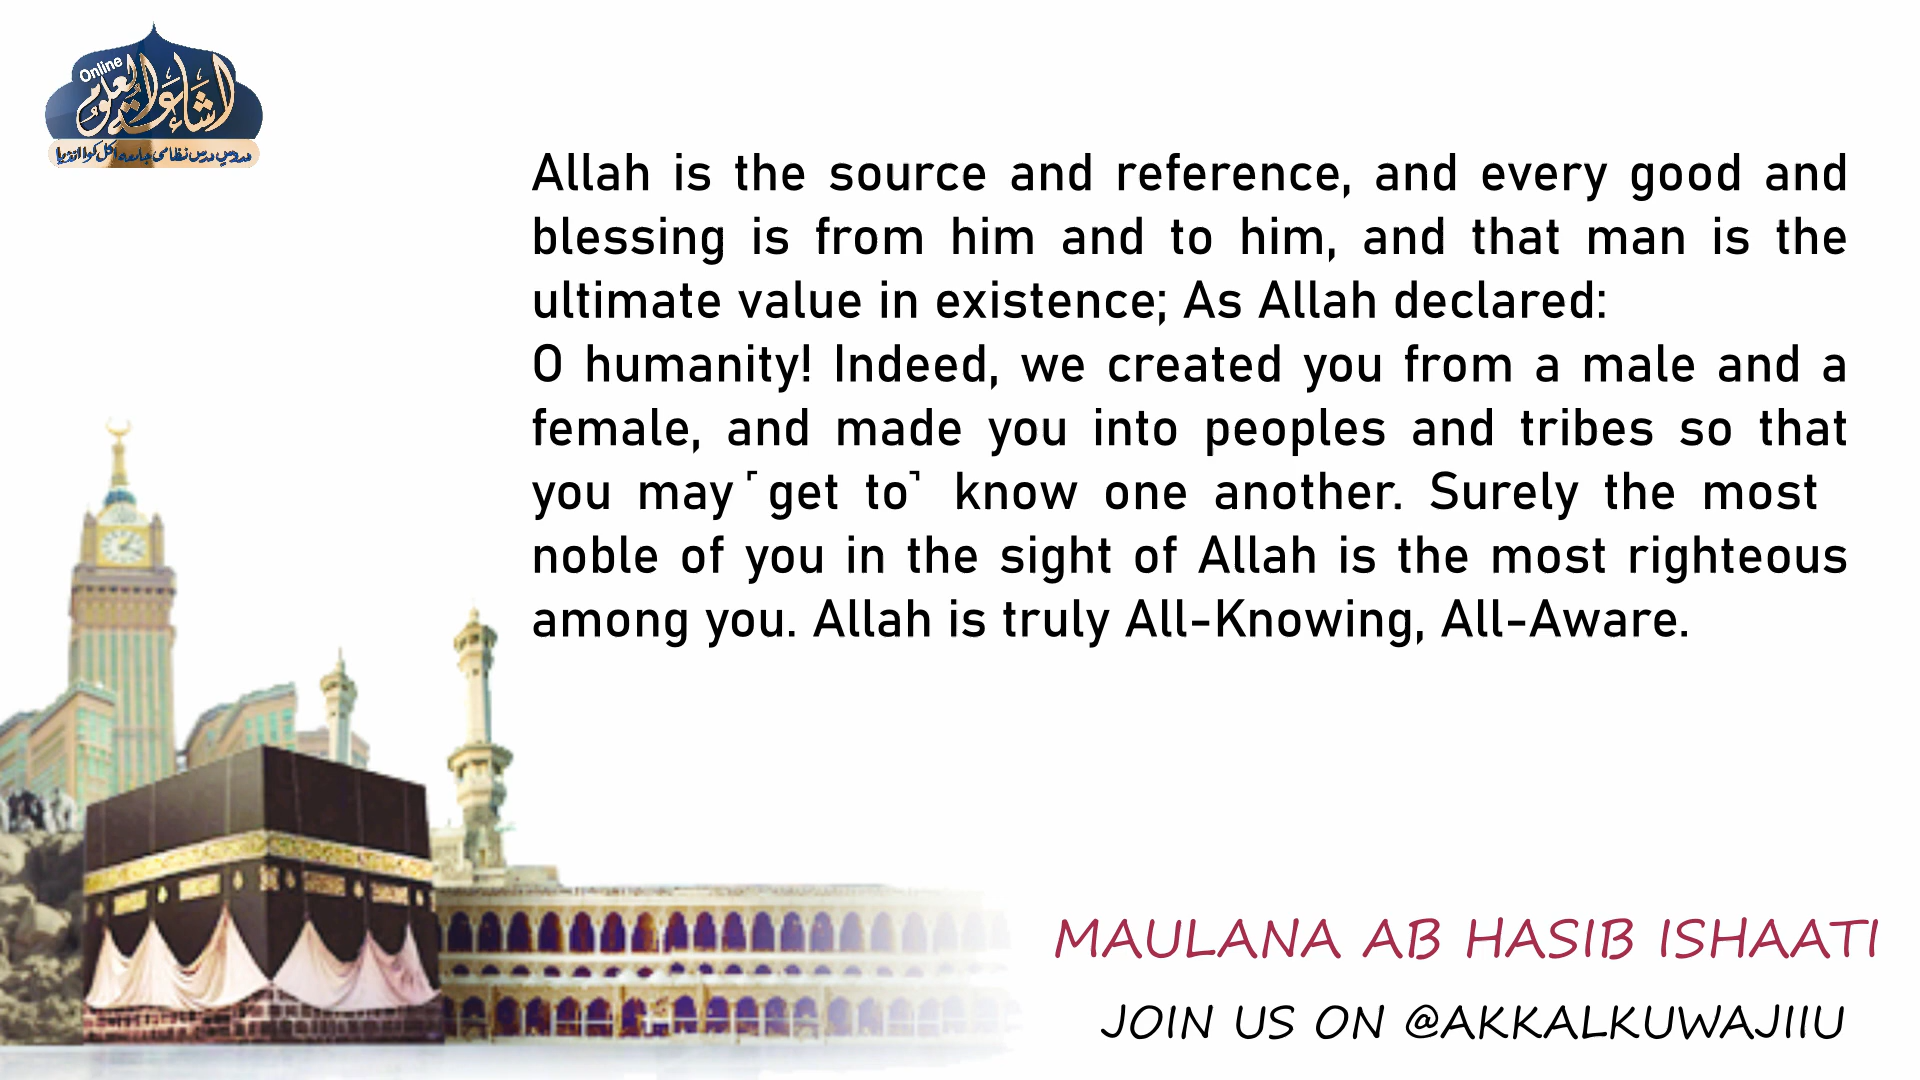 Online
اشاعة العلوم
Allah is the source and reference, and every good and
blessing is from him and to him, and that man is the
ultimate value in existence; As Allah declared:
O humanity! Indeed, we created you from a male and a
female, and made you into peoples and tribes so that
you may ˹get to˺ know one another. Surely the most
noble of you in the sight of Allah is the most righteous
among you. Allah is truly All-Knowing, All-Aware.
MAULANA AB HASIB ISHAATI
JOIN US ON @AKKALKUWAJIIU